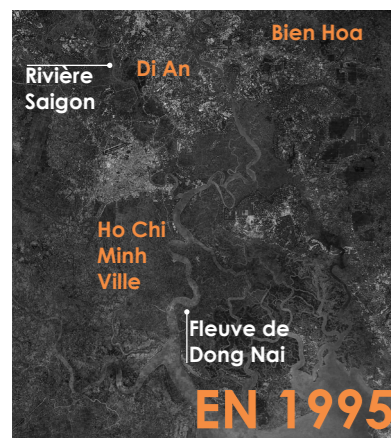 Bien Hoa
Di An
Rivière
Saigon
Ho Chi
Minh
Ville
Fleuve de
Dong Nai
EN 1995